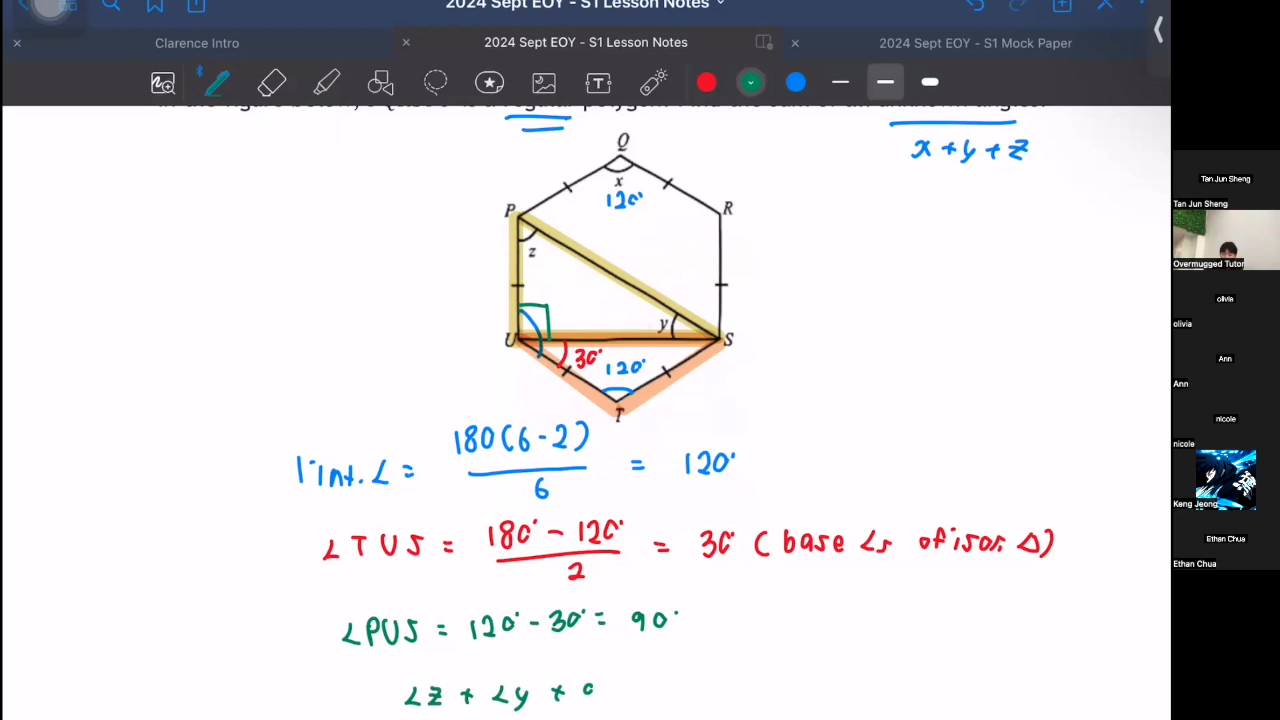 2024 Sept EOY - S1 Lesson Notes
Clarence Intro
2024 Sept EOY - S1 Lesson Notes
2024 Sept EOY - S1 Mock Paper
x + y + z
Q
x
120°
P
R
z
y
U
S
30°
120°
T
1 int. ∠ = 180(6-2) / 6 = 120°
∠TUS = 180° - 120° / 2 = 30° (base ∠s of isos. Δ)
∠PUS = 120° - 30° = 90°
∠z + ∠y +
Tan Jun Sheng
Tan Jun Sheng
Overmugged Tutor
olivia
olivia
Ann
Ann
nicole
nicole
Keng Jeong
Ethan Chua
Ethan Chua